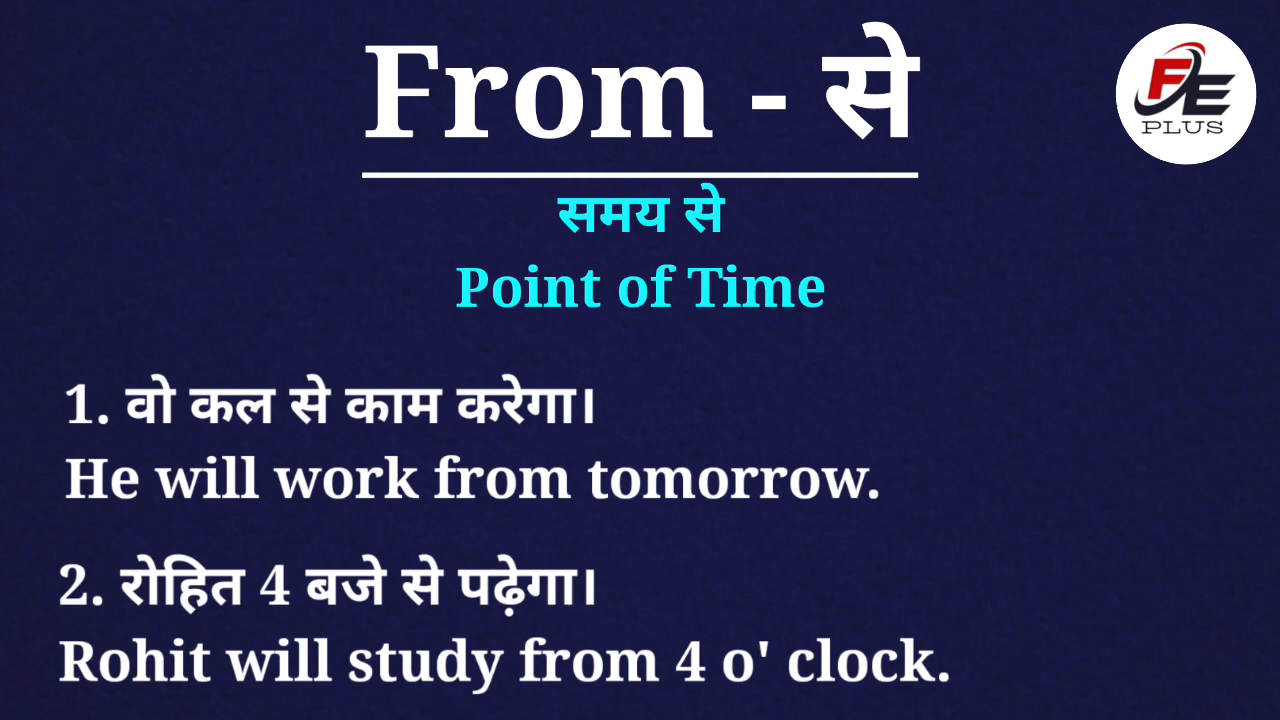 From - से
FE
PLUS
समय से
Point of Time
1. वो कल से काम करेगा।
He will work from tomorrow.
2. रोहित 4 बजे से पढ़ेगा।
Rohit will study from 4 o' clock.